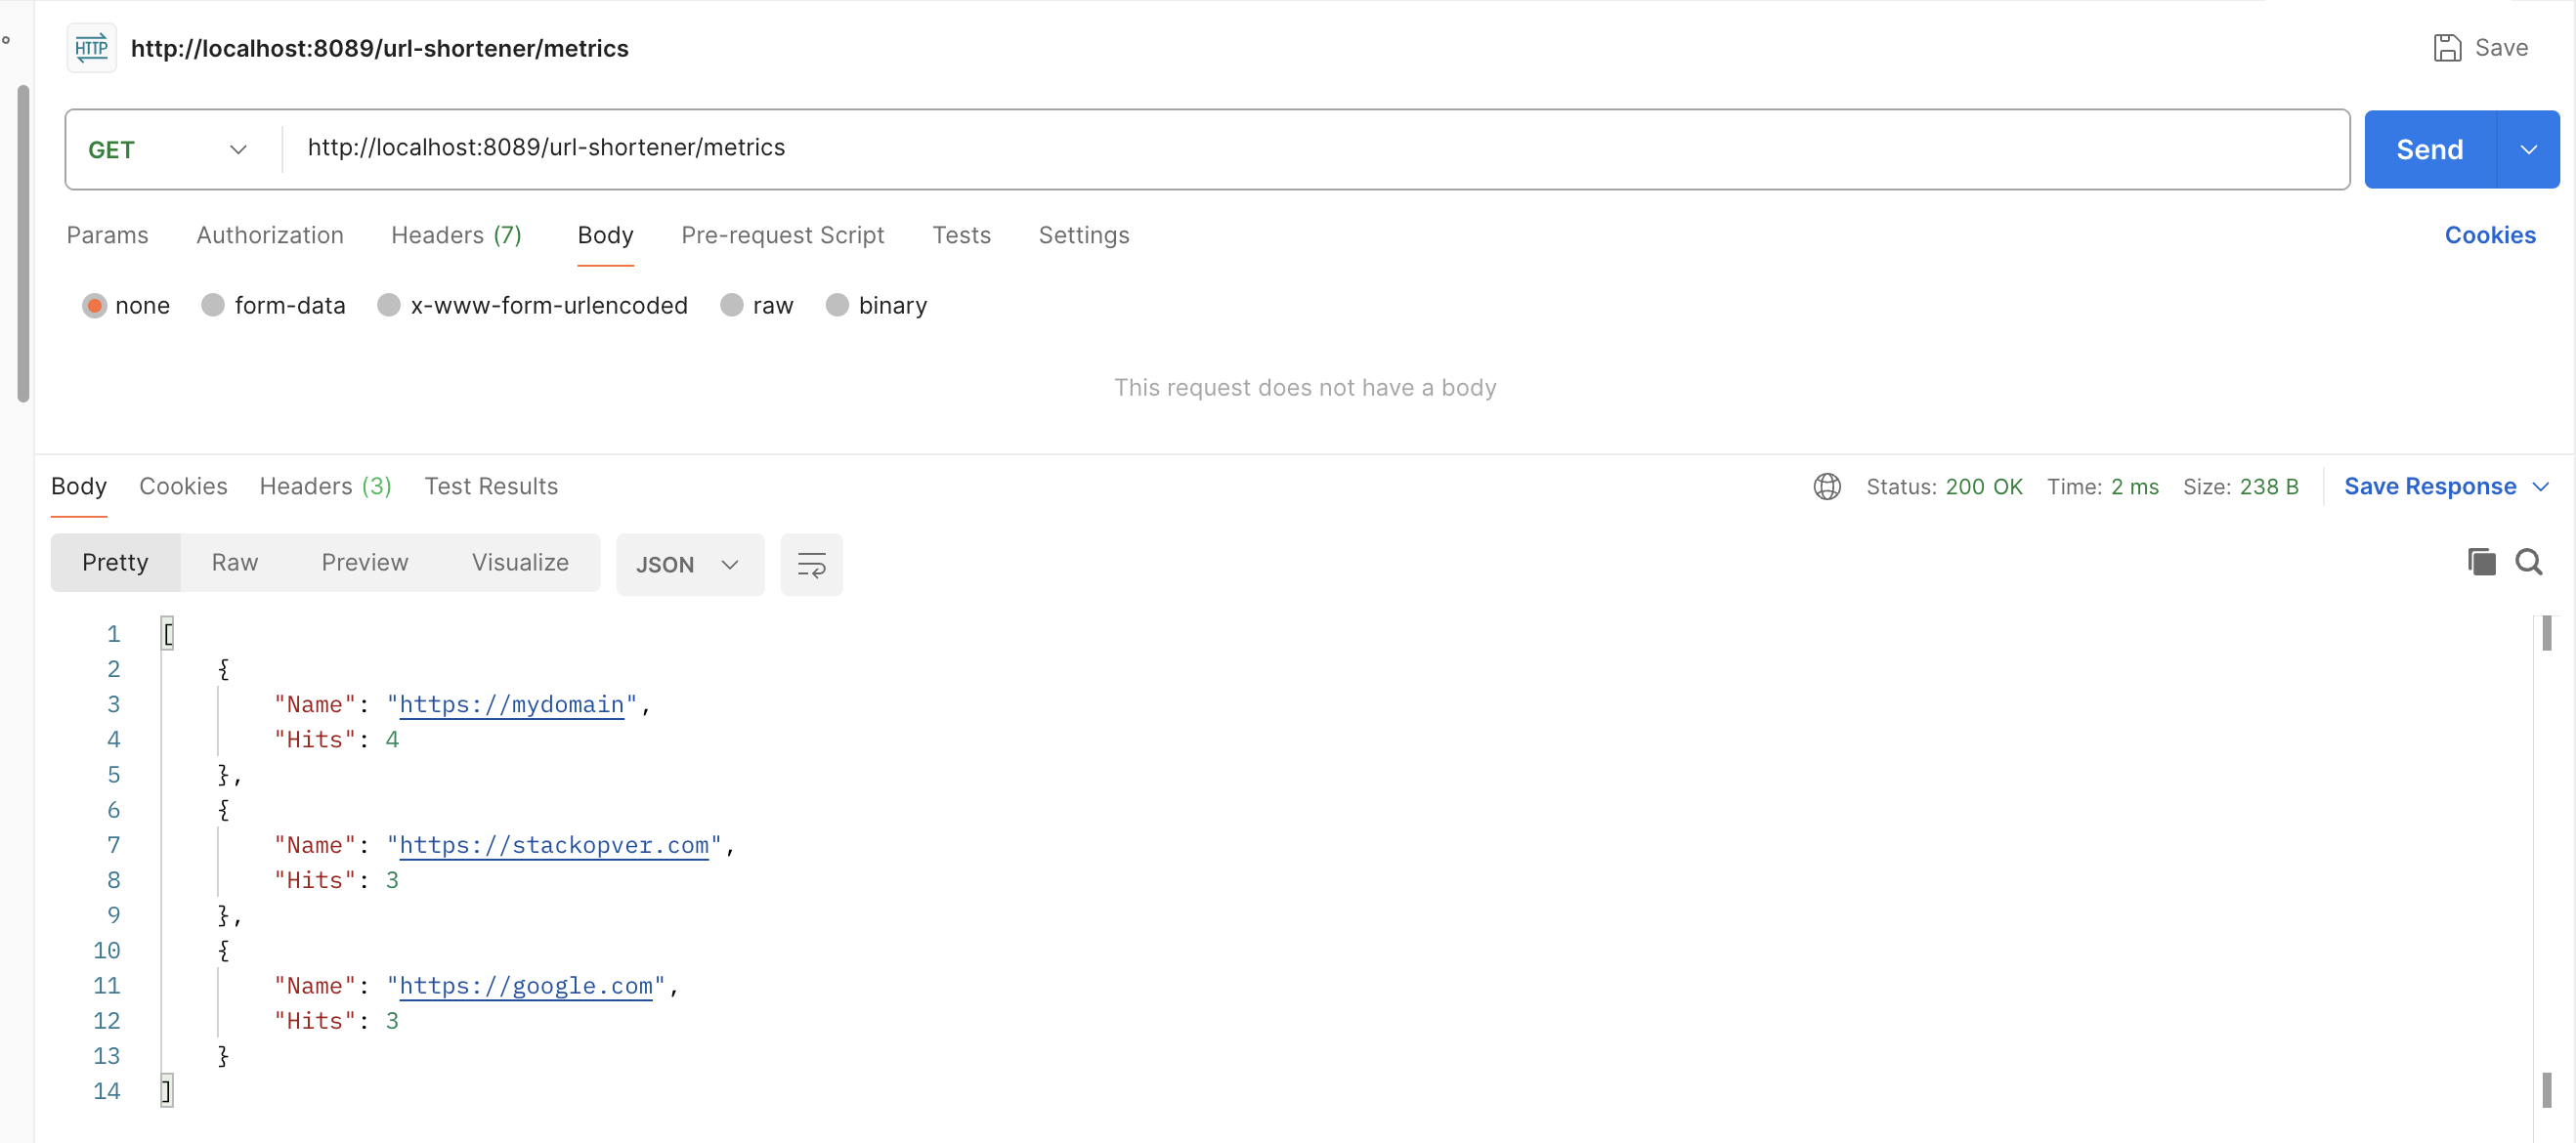 HTTP http://localhost:8089/url-shortener/metrics Save
GET http://localhost:8089/url-shortener/metrics Send
Params Authorization Headers (7) Body Pre-request Script Tests Settings Cookies
none form-data x-www-form-urlencoded raw binary
This request does not have a body
Body Cookies Headers (3) Test Results Status: 200 OK Time: 2 ms Size: 238 B Save Response
Pretty Raw Preview Visualize JSON
1 [
2 {
3 "Name": "https://mydomain",
4 "Hits": 4
5 },
6 {
7 "Name": "https://stackopver.com",
8 "Hits": 3
9 },
10 {
11 "Name": "https://google.com",
12 "Hits": 3
13 }
14 ]